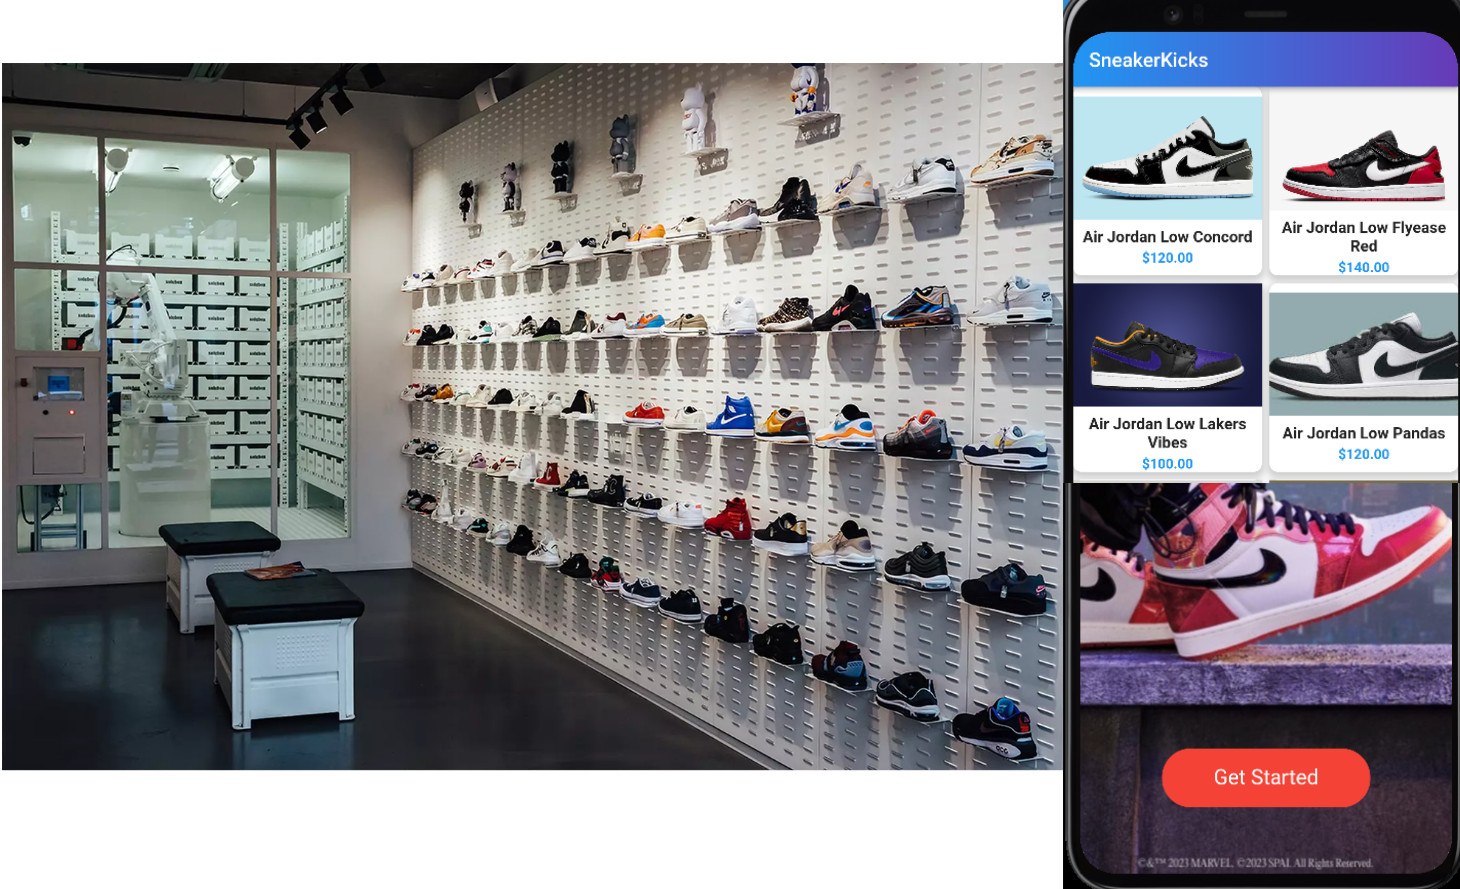 SneakerKicks
Air Jordan Low Concord
$120.00
Air Jordan Low Flyease
Red
$140.00
Air Jordan Low Lakers
Vibes
$100.00
Air Jordan Low Pandas
$120.00
Get Started
©&™ 2023 MARVEL. ©2023 SPAI. All Rights Reserved.